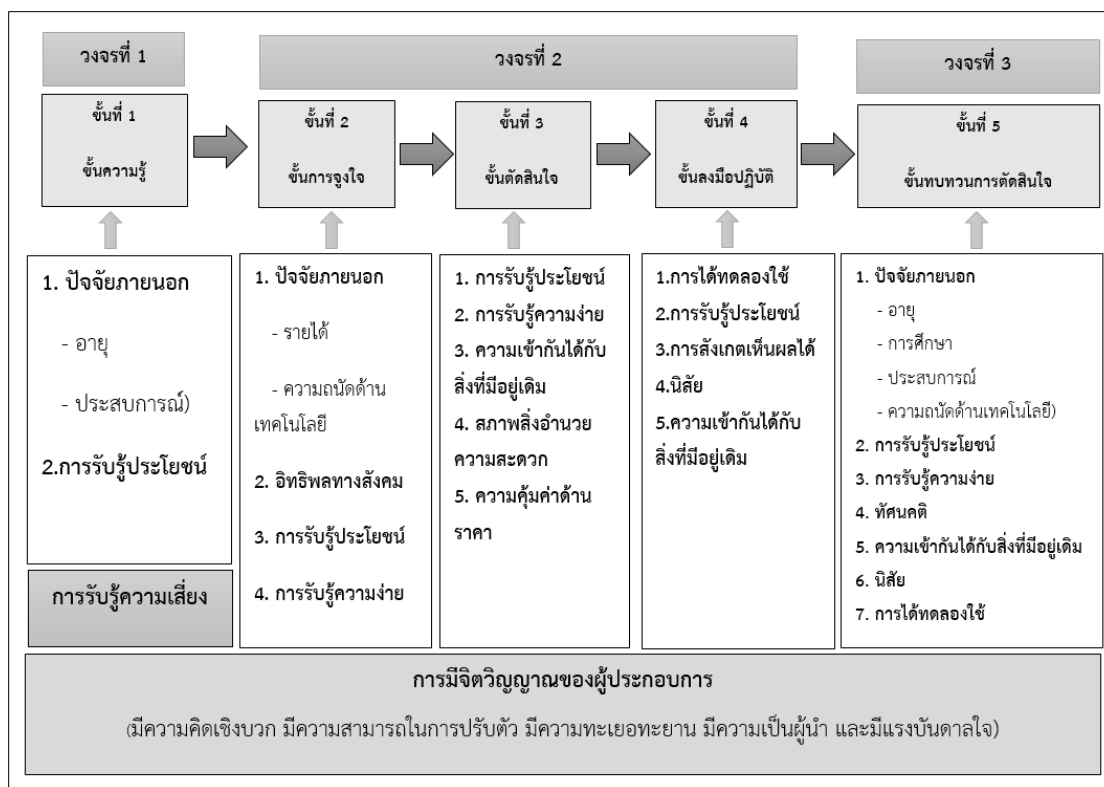 วงจรที่ 1
วงจรที่ 2
วงจรที่ 3
ขั้นที่ 1
ขั้นความรู้
ขั้นที่ 2
ขั้นการจูงใจ
ขั้นที่ 3
ขั้นตัดสินใจ
ขั้นที่ 4
ขั้นลงมือปฏิบัติ
ขั้นที่ 5
ขั้นทบทวนการตัดสินใจ
1. ปัจจัยภายนอก
- อายุ
- ประสบการณ์)
2.การรับรู้ประโยชน์
การรับรู้ความเสี่ยง
1. ปัจจัยภายนอก
- รายได้
- ความถนัดด้าน
เทคโนโลยี
2. อิทธิพลทางสังคม
3. การรับรู้ประโยชน์
4. การรับรู้ความง่าย
1. การรับรู้ประโยชน์
2. การรับรู้ความง่าย
3. ความเข้ากันได้กับ
สิ่งที่มีอยู่เดิม
4. สภาพสิ่งอำนวย
ความสะดวก
5. ความคุ้มค่าด้าน
ราคา
1.การได้ทดลองใช้
2.การรับรู้ประโยชน์
3.การสังเกตเห็นผลได้
4.นิสัย
5.ความเข้ากันได้กับ
สิ่งที่มีอยู่เดิม
1. ปัจจัยภายนอก
- อายุ
- การศึกษา
- ประสบการณ์
- ความถนัดด้านเทคโนโลยี)
2. การรับรู้ประโยชน์
3. การรับรู้ความง่าย
4. ทัศนคติ
5. ความเข้ากันได้กับสิ่งที่มีอยู่เดิม
6. นิสัย
7. การได้ทดลองใช้
การมีจิตวิญญาณของผู้ประกอบการ
(มีความคิดเชิงบวก มีความสามารถในการปรับตัว มีความทะเยอทะยาน มีความเป็นผู้นำ และมีแรงบันดาลใจ)